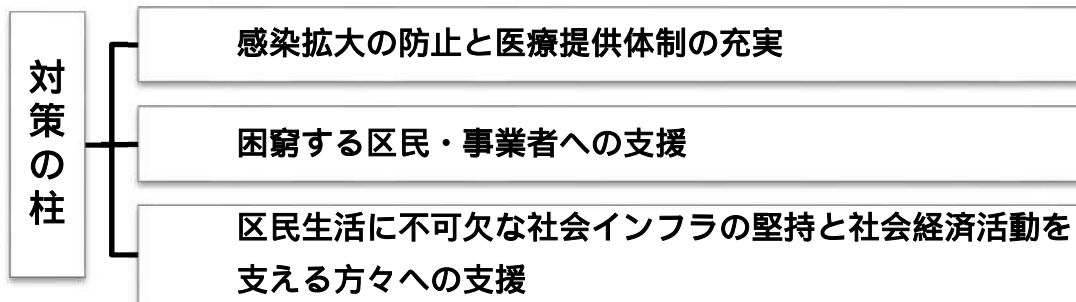 対策の柱
感染拡大の防止と医療提供体制の充実
困窮する区民・事業者への支援
区民生活に不可欠な社会インフラの堅持と社会経済活動を
支える方々への支援